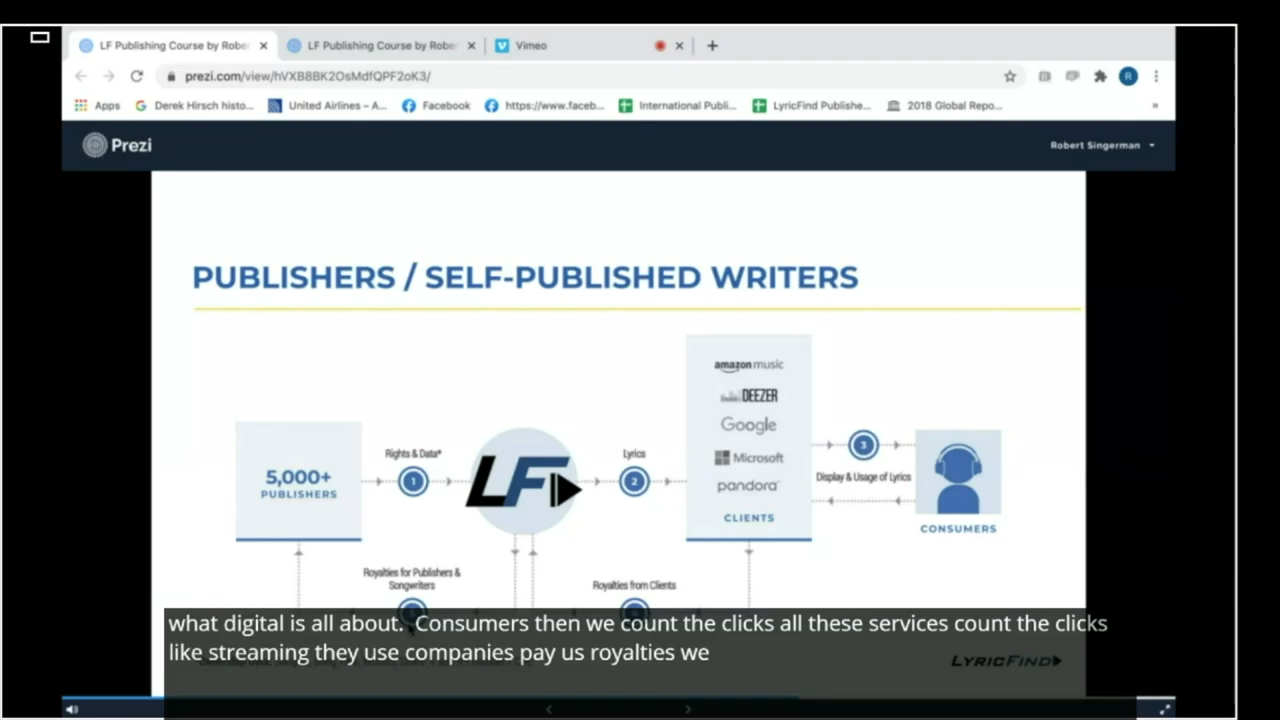 LF Publishing Course by Rober
LF Publishing Course by Rober
Vimeo
prezi.com/view/hVXB8BK2OsMdfQPF2oK3/
R
Apps
Derek Hirsch histo...
United Airlines – A...
Facebook
https://www.faceb...
International Publi...
LyricFind Publishe...
2018 Global Repo...
»
Prezi
Robert Singerman
PUBLISHERS / SELF-PUBLISHED WRITERS
5,000+
PUBLISHERS
Rights & Data*
1
LF
Lyrics
2
amazon music
DEEZER
Google
Microsoft
pandora
CLIENTS
3
Display & Usage of Lyrics
CONSUMERS
Royalties for Publishers &
Songwriters
Royalties from Clients
what digital is all about. Consumers then we count the clicks all these services count the clicks
like streaming they use companies pay us royalties we
LYRICFIND